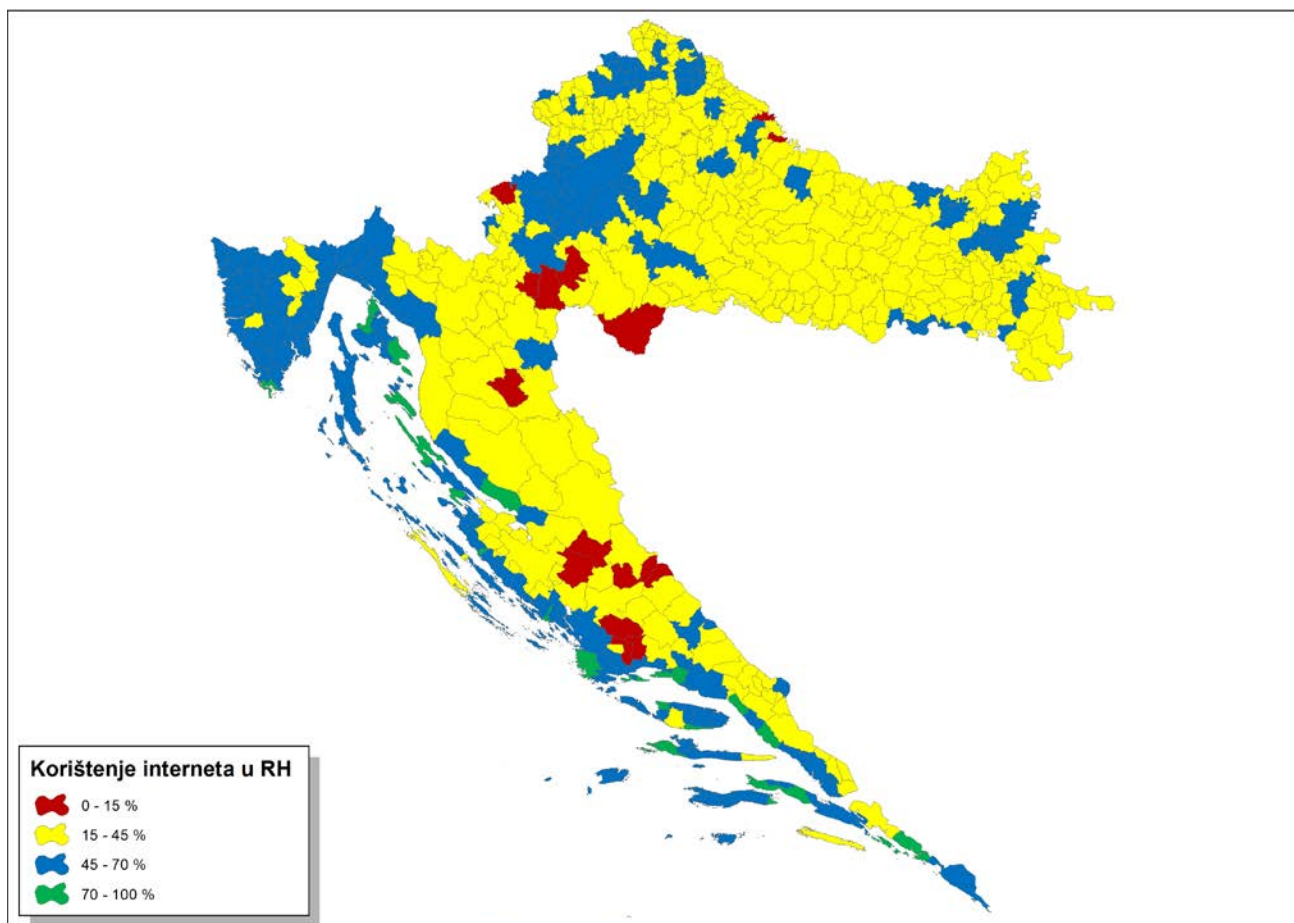 Korištenje interneta u RH
0 - 15 %
15 - 45 %
45 - 70 %
70 - 100 %